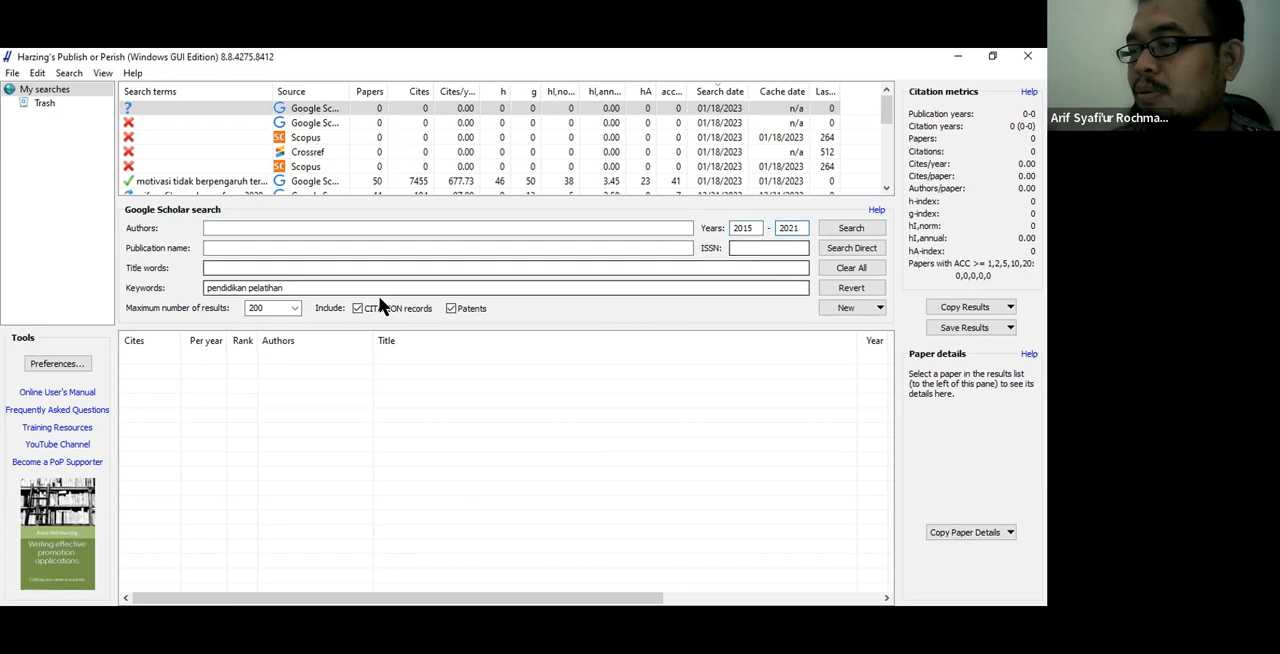 Harzing's Publish or Perish (Windows GUI Edition) 8.8.4275.8412
File Edit Search View Help
My searches
Trash
Search terms Source Papers Cites Cites/y... h g hI,no... hI,ann... hA acc... Search date Cache date Las...
? Google Sc... 0 0 0.00 0 0 0 0.00 0 0 01/18/2023 n/a 0
Google Sc... 0 0 0.00 0 0 0 0.00 0 0 01/18/2023 n/a 0
SC Scopus 0 0 0.00 0 0 0 0.00 0 0 01/18/2023 01/18/2023 264
Crossref 0 0 0.00 0 0 0 0.00 0 0 01/18/2023 n/a 512
SC Scopus 0 0 0.00 0 0 0 0.00 0 0 01/18/2023 01/18/2023 264
motivasi tidak berpengaruh ter... Google Sc... 50 7455 677.73 46 50 38 3.45 23 41 01/18/2023 01/18/2023 0
Google Scholar search Help
Authors: Years: 2015 - 2021 Search
Publication name: ISSN: Search Direct
Title words: Clear All
Keywords: pendidikan pelatihan Revert
Maximum number of results: 200 Include: records Patents New
Cites Per year Rank Authors Title Year
Tools
Preferences...
Online User's Manual
Frequently Asked Questions
Training Resources
YouTube Channel
Become a PoP Supporter
Writing effective
promotion
applications
Citation metrics Help
Publication years: 0-0
Citation years: 0 (0-0)
Papers: 0
Citations: 0
Cites/year: 0.00
Cites/paper: 0.00
Authors/paper: 0.00
h-index: 0
g-index: 0
hI,norm: 0
hI,annual: 0.00
hA-index: 0
Papers with ACC >= 1,2,5,10,20:
0,0,0,0,0
Copy Results
Save Results
Paper details Help
Select a paper in the results list
(to the left of this pane) to see its
details here.
Copy Paper Details
Arif Syafi'ur Rochma...